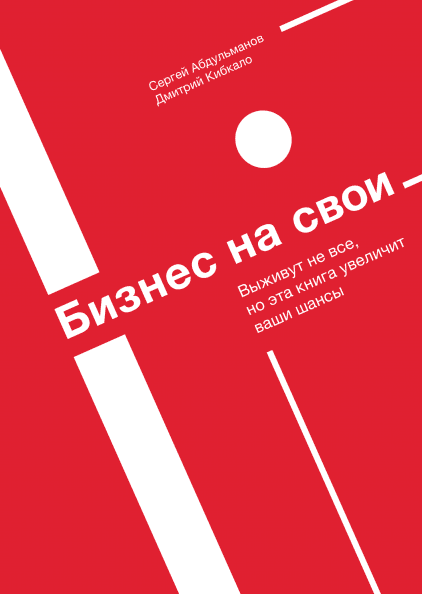 Сергей Абдульманов
Дмитрий Кибкало
Бизнес на свои
Выживут не все,
но эта книга увеличит
ваши шансы